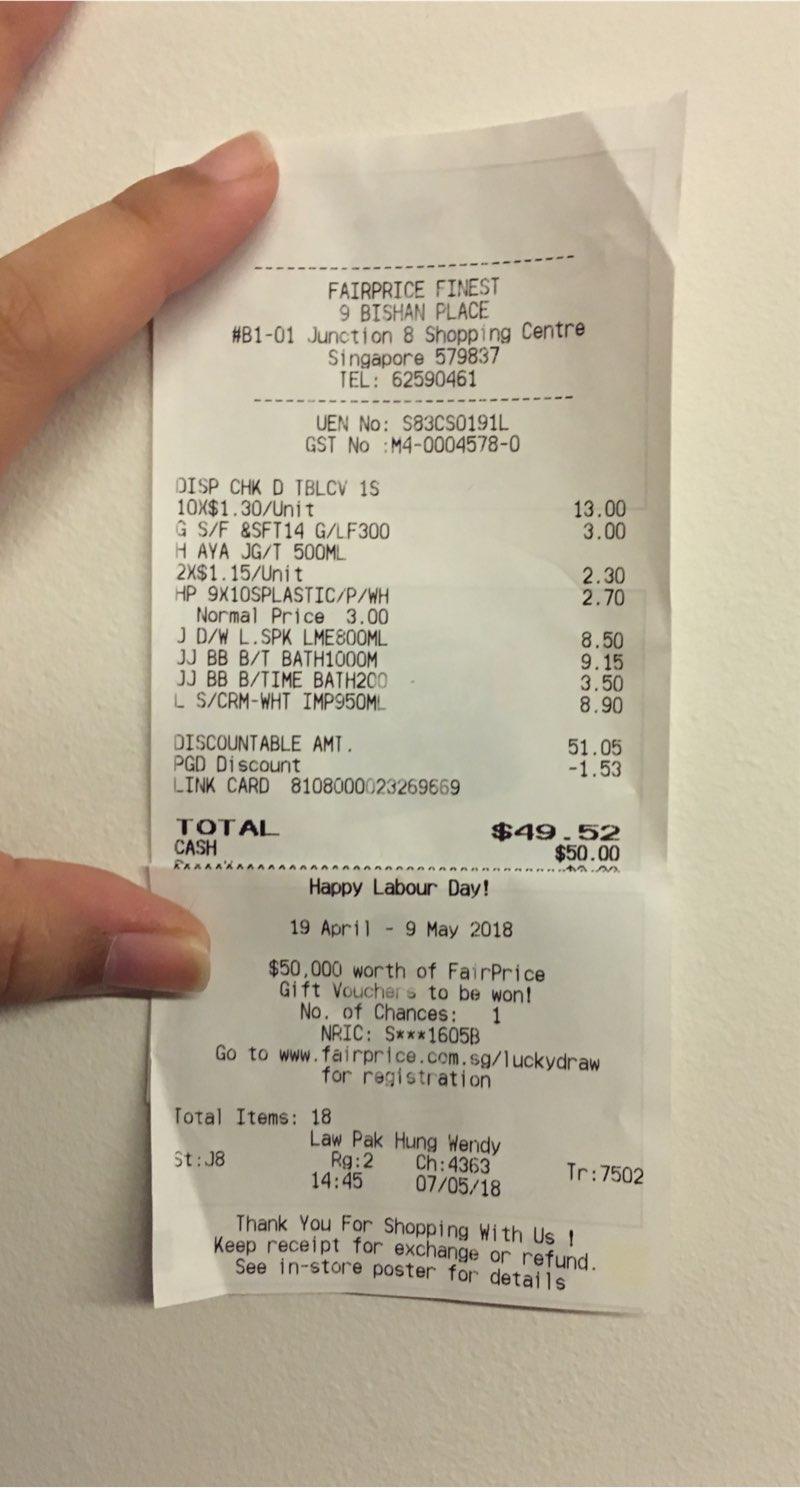 FAIRPRICE FINEST
9 BISHAN PLACE
#B1-01 Junction 8 Shopping Centre
Singapore 579837
TEL: 62590461
UEN No: S83CS0191L
GST No :M4-0004578-0
DISP CHK D TBLCV 1S
10X$1.30/Unit 13.00
G S/F &SFT14 G/LF300 3.00
H AYA JG/T 500ML
2X$1.15/Unit 2.30
HP 9X10SPLASTIC/P/WH 2.70
Normal Price 3.00
J D/W L.SPK LME800ML 8.50
JJ BB B/T BATH1000M 9.15
JJ BB B/TIME BATH200 3.50
L S/CRM-WHT IMP950ML 8.90
DISCOUNTABLE AMT. 51.05
PGD Discount -1.53
LINK CARD 8108000023269669
TOTAL $49.52
CASH $50.00
Happy Labour Day!
19 April - 9 May 2018
$50,000 worth of FairPrice
Gift Vouchers to be won!
No. of Chances: 1
NRIC: S***1605B
Go to www.fairprice.com.sg/luckydraw
for registration
Total Items: 18
Law Pak Hung Wendy
St:J8 Rg:2 Ch:4363 Tr:7502
14:45 07/05/18
Thank You For Shopping With Us !
Keep receipt for exchange or refund.
See in-store poster for details